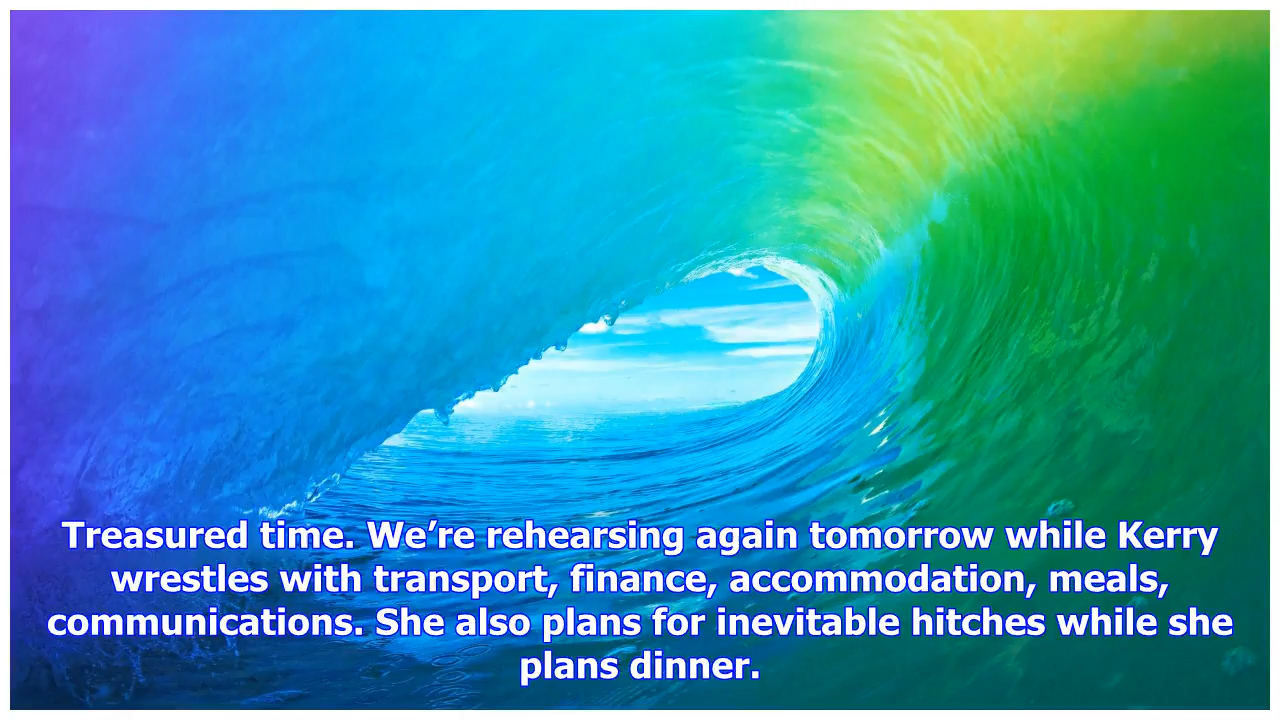 Treasured time. We’re rehearsing again tomorrow while Kerry
wrestles with transport, finance, accommodation, meals,
communications. She also plans for inevitable hitches while she
plans dinner.